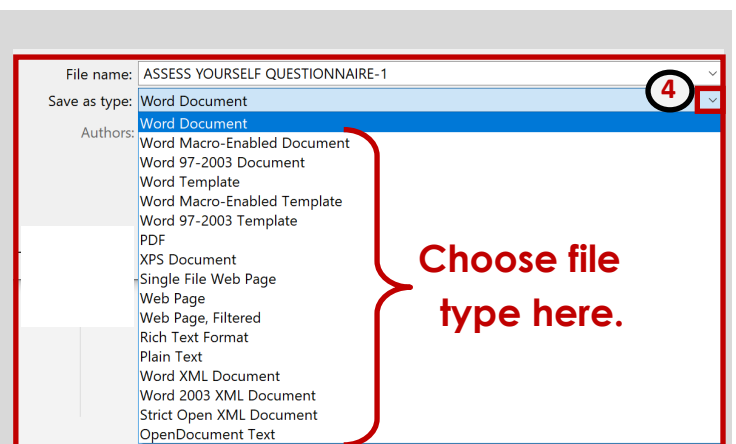 File name: ASSESS YOURSELF QUESTIONNAIRE-1
4
Save as type: Word Document
Authors:
Word Document
Word Macro-Enabled Document
Word 97-2003 Document
Word Template
Word Macro-Enabled Template
Word 97-2003 Template
PDF
XPS Document
Single File Web Page
Web Page
Web Page, Filtered
Rich Text Format
Plain Text
Word XML Document
Word 2003 XML Document
Strict Open XML Document
OpenDocument Text
Choose file
type here.